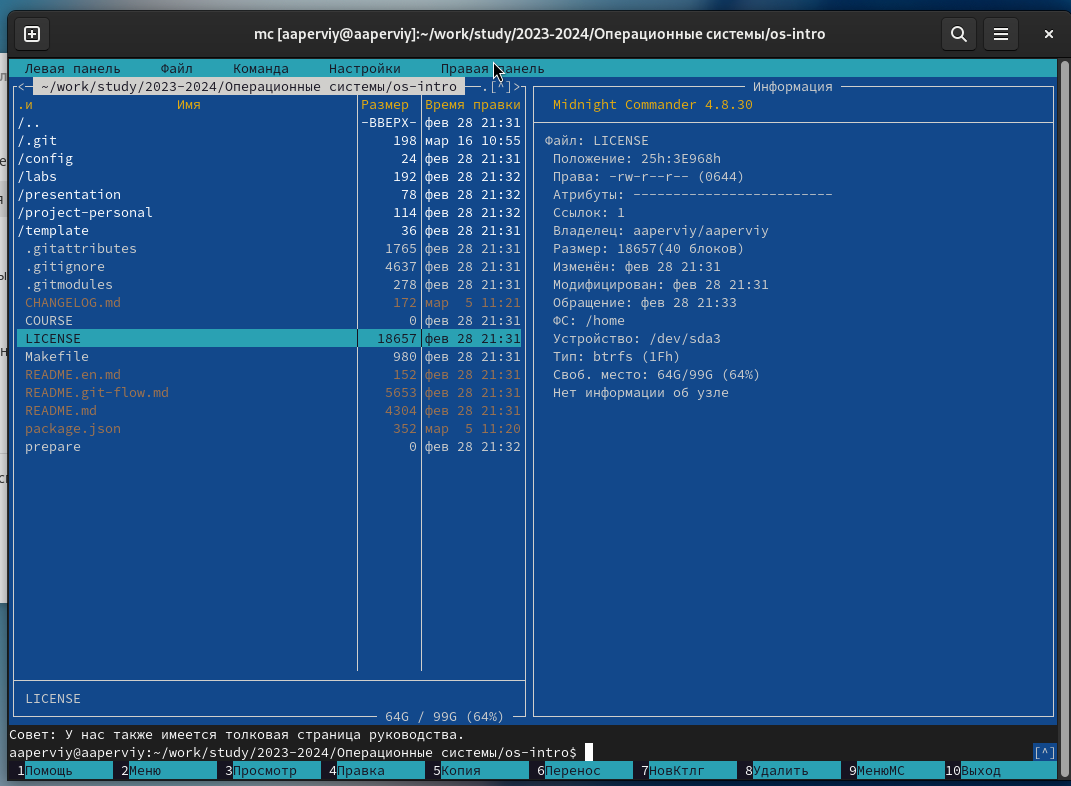 mc [aaperviy@aaperviy]:~/work/study/2023-2024/Операционные системы/os-intro
Левая панель Файл Команда Настройки Правая панель
<— ~/work/study/2023-2024/Операционные системы/os-intro —.[^]>
.и Имя Размер Время правки
/.. -ВВЕРХ- фев 28 21:31
/.git 198 мар 16 10:55
/config 24 фев 28 21:31
/labs 192 фев 28 21:32
/presentation 78 фев 28 21:32
/project-personal 114 фев 28 21:32
/template 36 фев 28 21:32
.gitattributes 1765 фев 28 21:31
.gitignore 4637 фев 28 21:31
.gitmodules 278 фев 28 21:31
CHANGELOG.md 172 мар 5 11:21
COURSE 0 фев 28 21:31
LICENSE 18657 фев 28 21:31
Makefile 980 фев 28 21:31
README.en.md 152 фев 28 21:31
README.git-flow.md 5653 фев 28 21:31
README.md 4304 фев 28 21:31
package.json 352 мар 5 11:20
prepare 0 фев 28 21:32
LICENSE
64G / 99G (64%)
Информация
Midnight Commander 4.8.30
Файл: LICENSE
Положение: 25h:3E968h
Права: -rw-r--r-- (0644)
Атрибуты: -------------------------
Ссылок: 1
Владелец: aaperviy/aaperviy
Размер: 18657(40 блоков)
Изменён: фев 28 21:31
Модифицирован: фев 28 21:31
Обращение: фев 28 21:33
ФС: /home
Устройство: /dev/sda3
Тип: btrfs (1Fh)
Своб. место: 64G/99G (64%)
Нет информации об узле
Совет: У нас также имеется толковая страница руководства.
aaperviy@aaperviy:~/work/study/2023-2024/Операционные системы/os-intro$ [^]
1Помощь 2Меню 3Просмотр 4Правка 5Копия 6Перенос 7НовКтлг 8Удалить 9МенюМС 10Выход